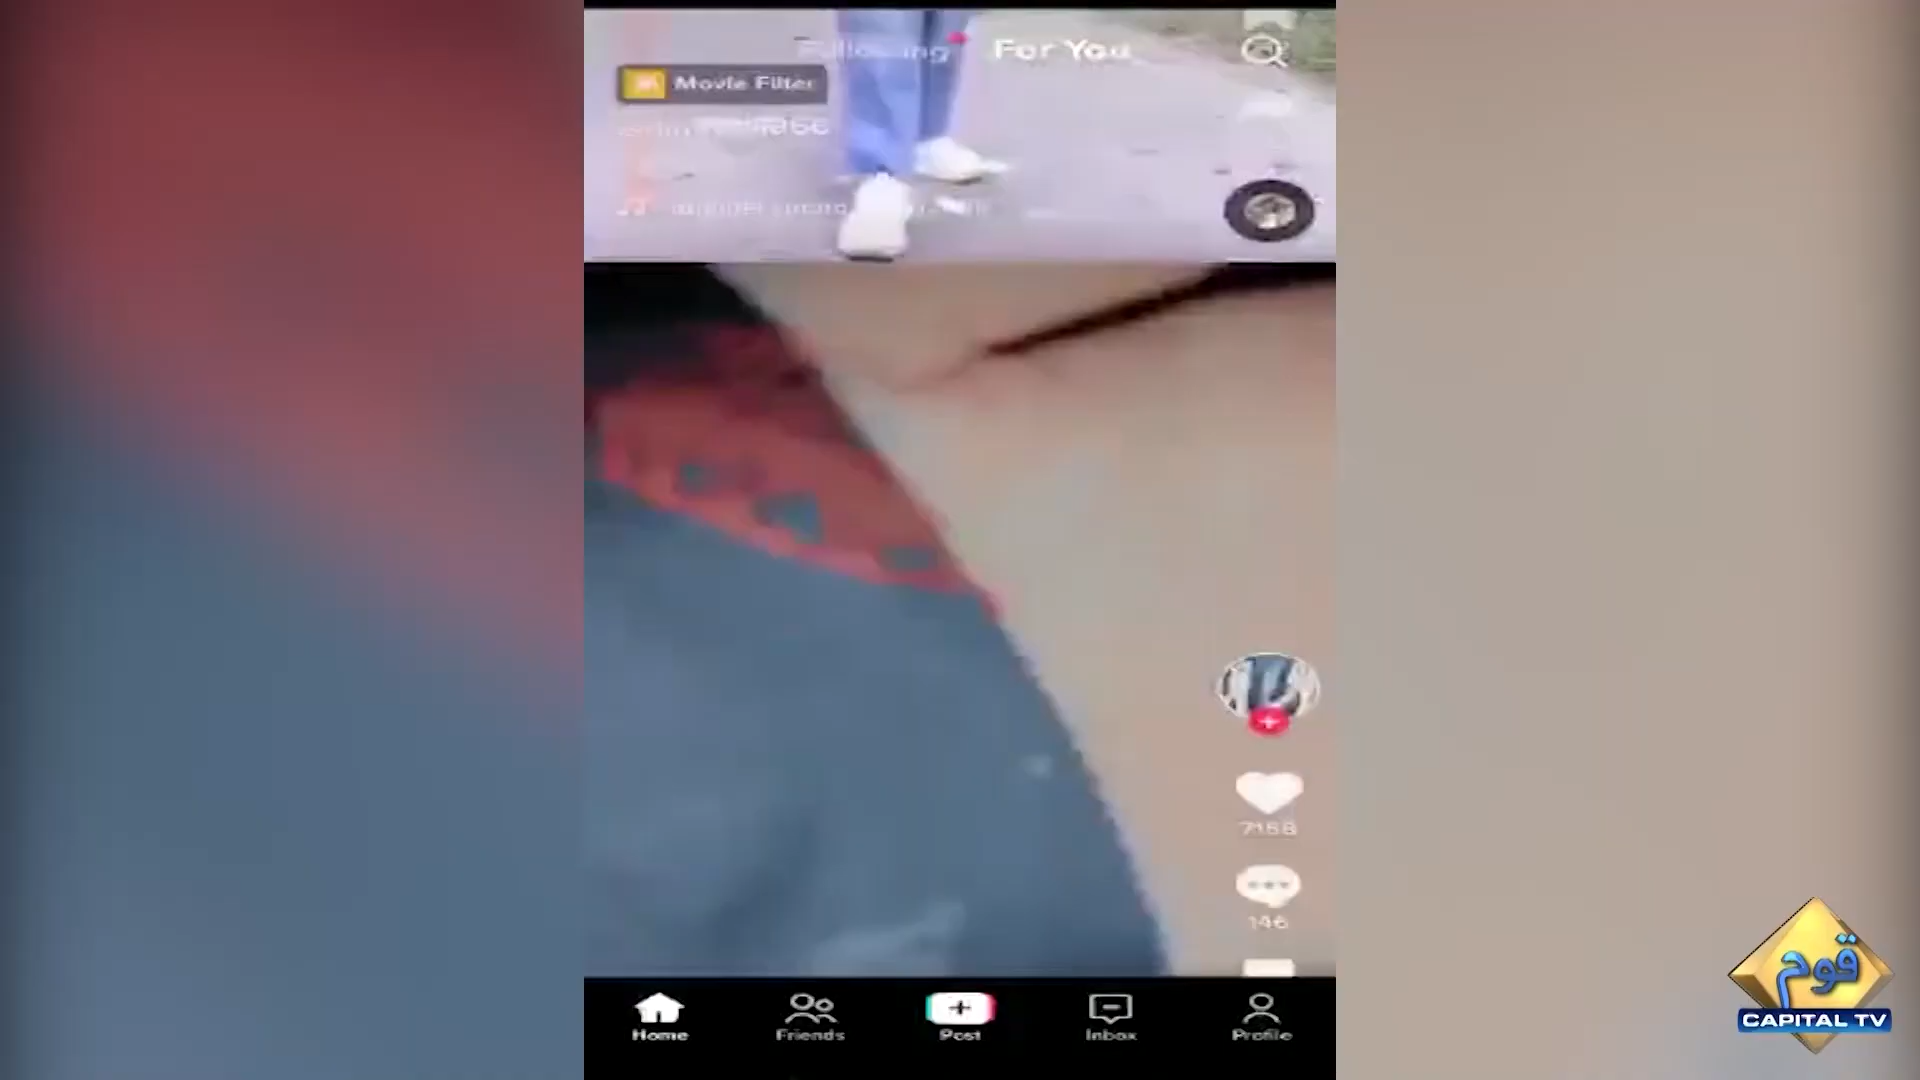 Following For You
Movie Filter
7158
146
Home Friends Post Inbox Profile
قوم
CAPITAL TV